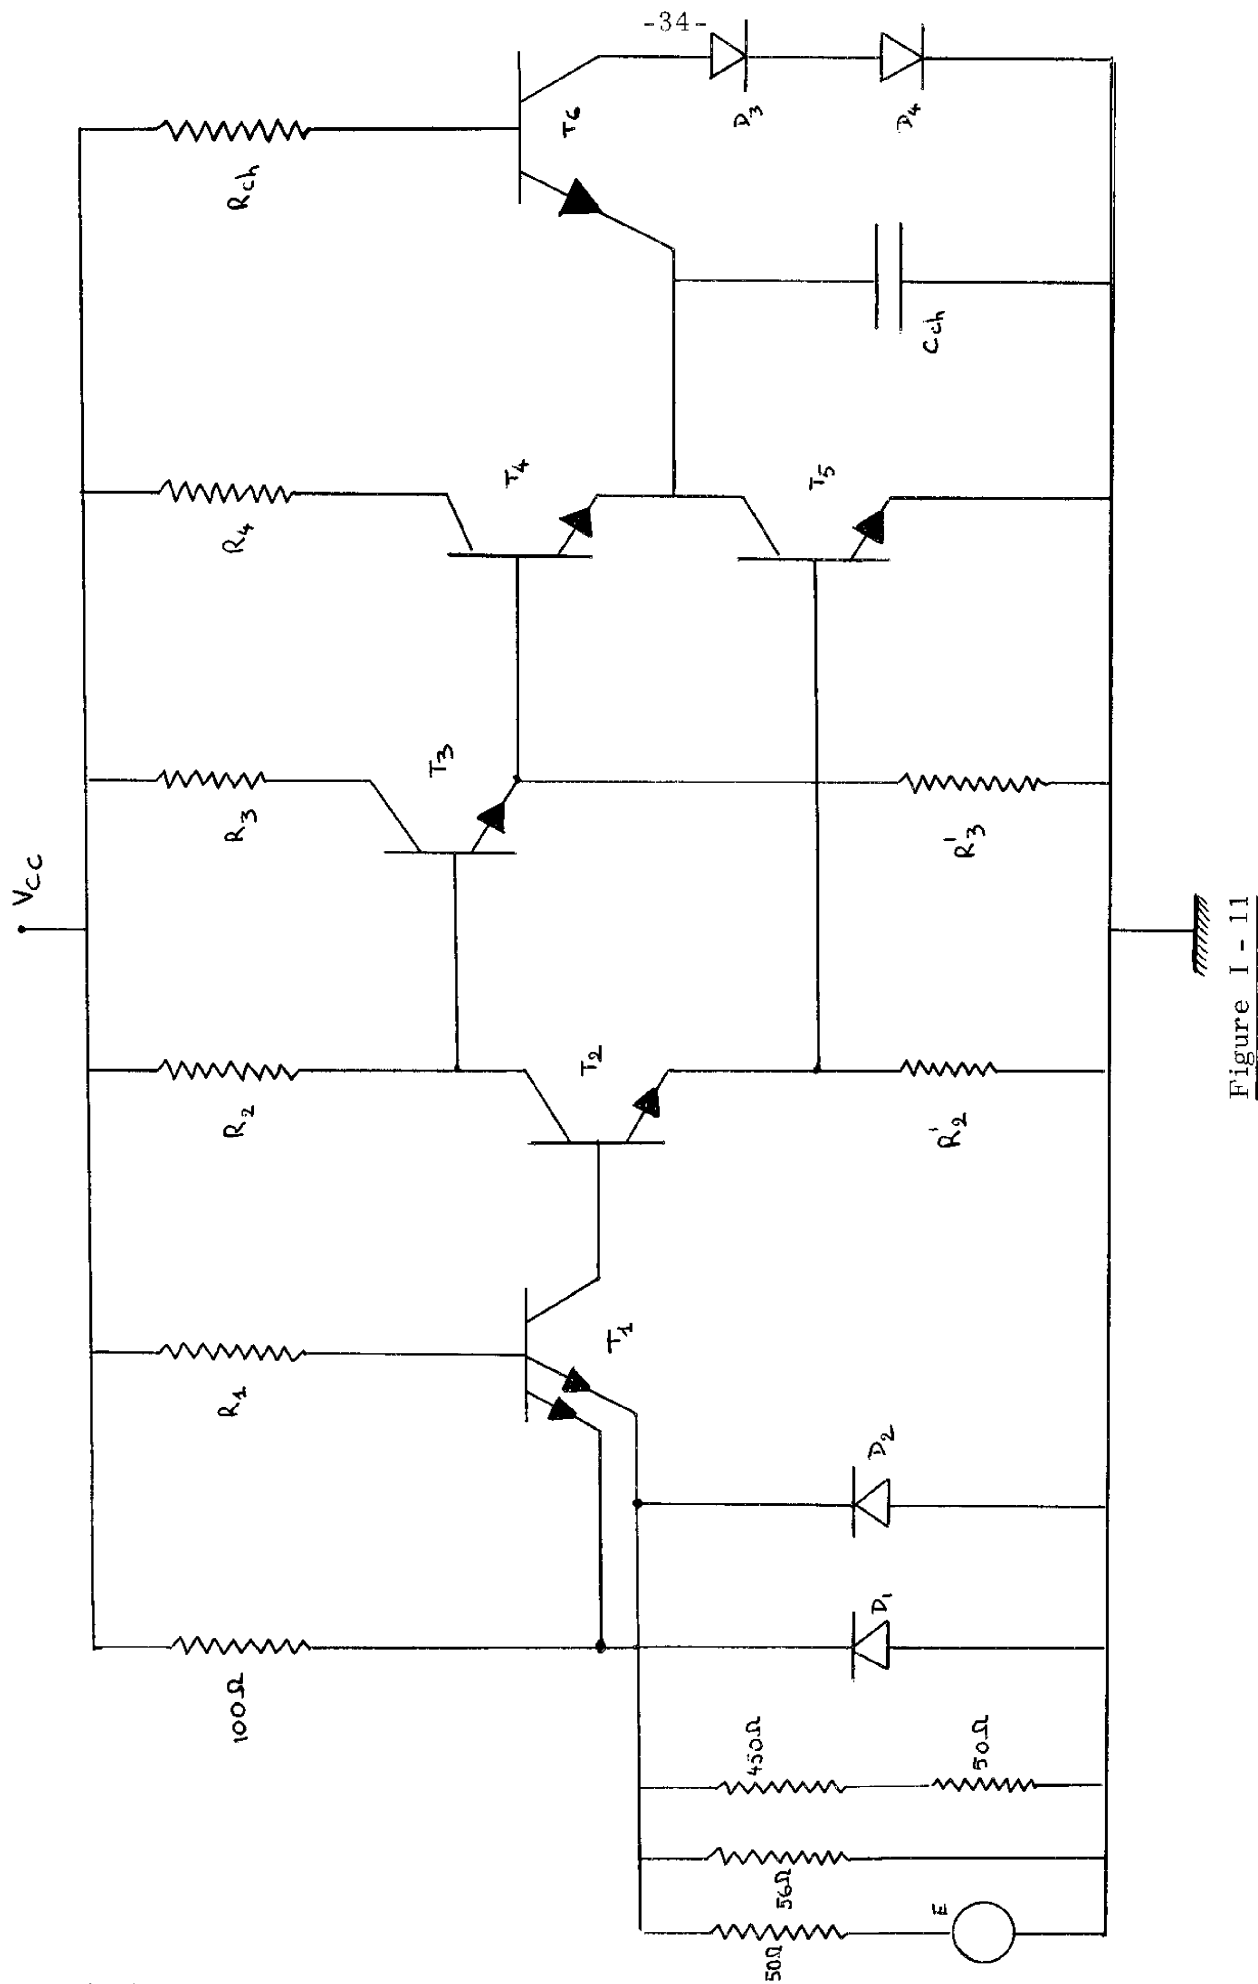 -34-
VCC
100Ω
R1
R2
R3
R4
Rch
T1
T2
T3
T4
T5
T6
D1
D2
D3
D4
Cch
R'2
R'3
50Ω
56Ω
450Ω
50Ω
E
Figure I - 11